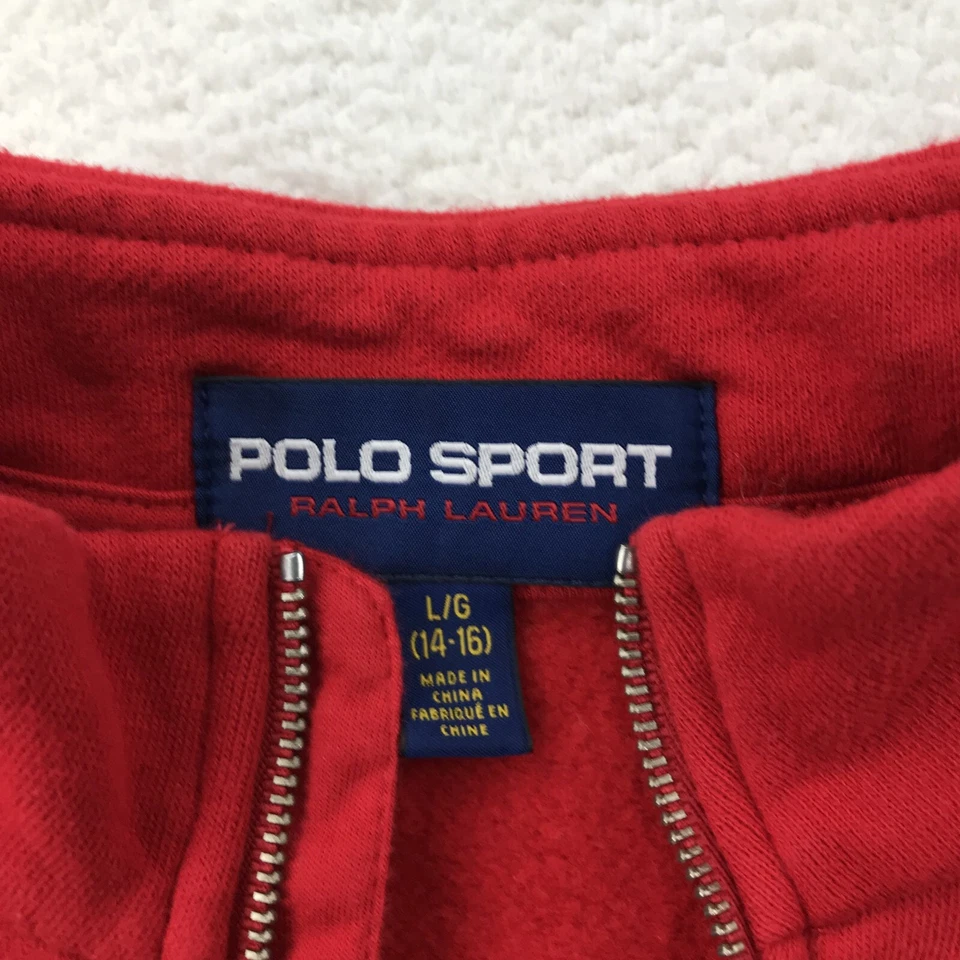 POLO SPORT
RALPH LAUREN
L/G
(14-16)
MADE IN
CHINA
FABRIQUÉ EN
CHINE